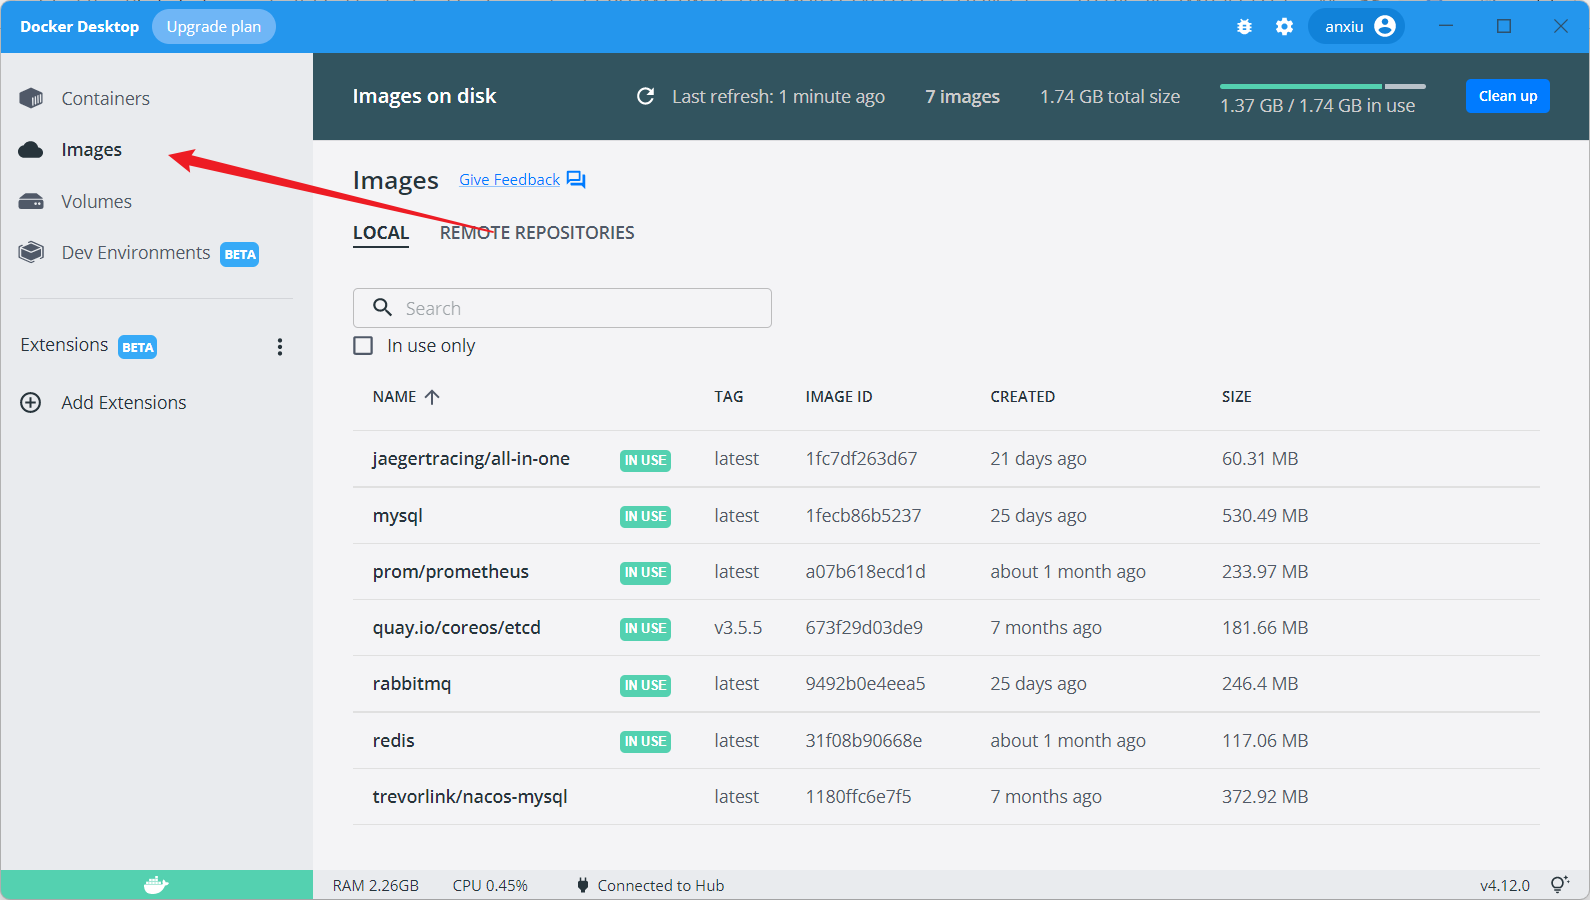 Docker Desktop Upgrade plan anxiu
Containers
Images
Volumes
Dev Environments BETA
Extensions BETA
Add Extensions
Images on disk Last refresh: 1 minute ago 7 images 1.74 GB total size 1.37 GB / 1.74 GB in use Clean up
Images Give Feedback
LOCAL REMOTE REPOSITORIES
Search
In use only
NAME TAG IMAGE ID CREATED SIZE
jaegertracing/all-in-one IN USE latest 1fc7df263d67 21 days ago 60.31 MB
mysql IN USE latest 1fecb86b5237 25 days ago 530.49 MB
prom/prometheus IN USE latest a07b618ecd1d about 1 month ago 233.97 MB
quay.io/coreos/etcd IN USE v3.5.5 673f29d03de9 7 months ago 181.66 MB
rabbitmq IN USE latest 9492b0e4eea5 25 days ago 246.4 MB
redis IN USE latest 31f08b90668e about 1 month ago 117.06 MB
trevorlink/nacos-mysql latest 1180ffc6e7f5 7 months ago 372.92 MB
RAM 2.26GB CPU 0.45% Connected to Hub v4.12.0